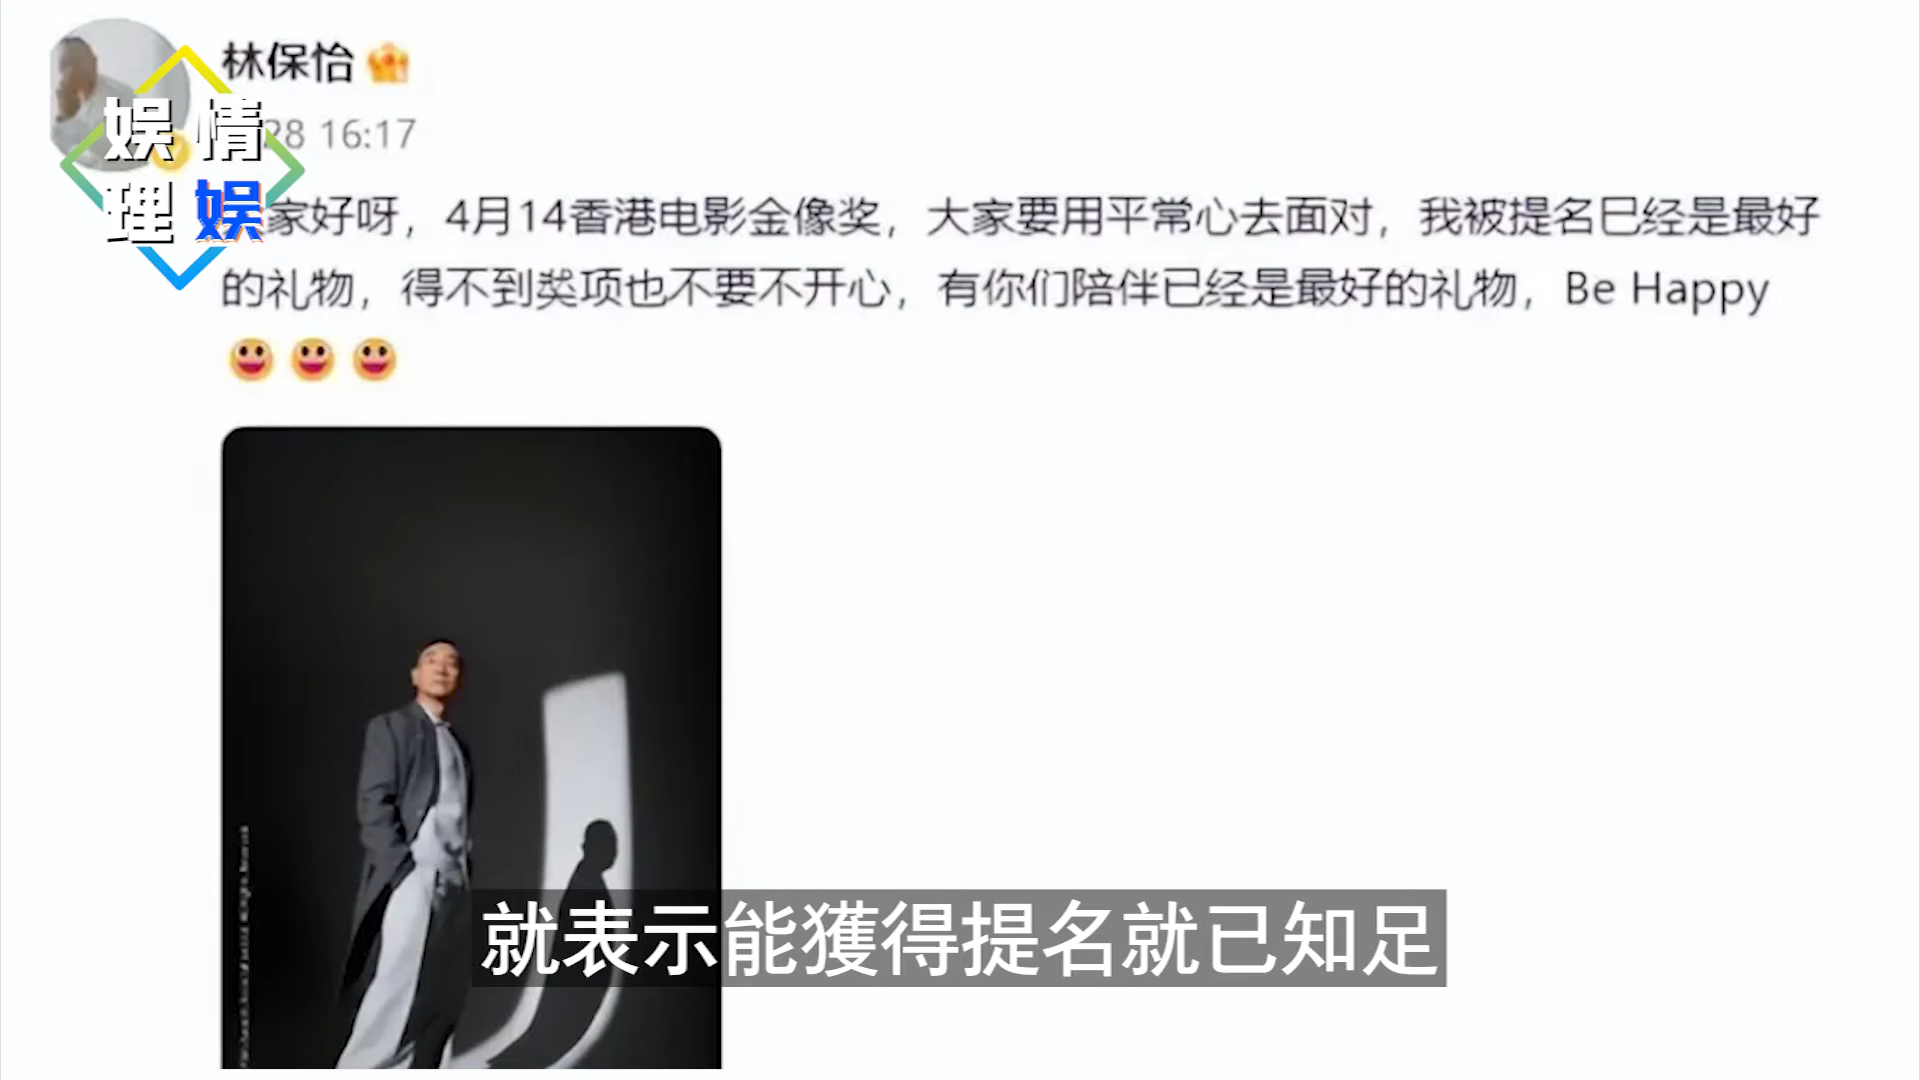 林保怡
28 16:17
娱情
理娱
家好呀，4月14香港电影金像奖，大家要用平常心去面对，我被提名巳经是最好
的礼物，得不到奖项也不要不开心，有你们陪伴已经是最好的礼物，Be Happy
就表示能獲得提名就已知足